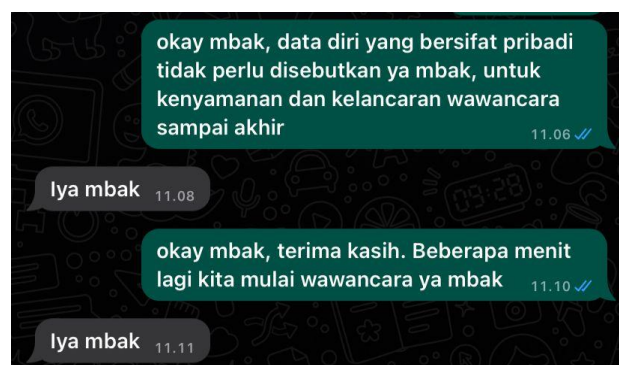 okay mbak, data diri yang bersifat pribadi
tidak perlu disebutkan ya mbak, untuk
kenyamanan dan kelancaran wawancara
sampai akhir
11.06
Iya mbak
11.08
okay mbak, terima kasih. Beberapa menit
lagi kita mulai wawancara ya mbak
11.10
Iya mbak
11.11